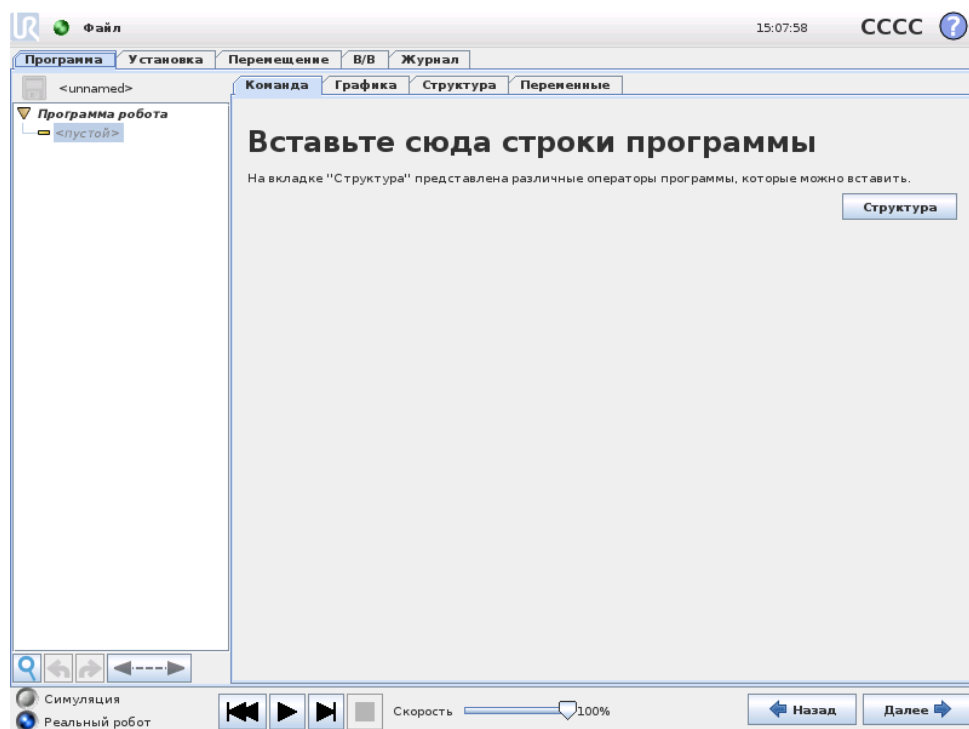 UR Файл 15:07:58 CCCC ?
Программа Установка Перемещение В/В Журнал
<unnamed> Команда Графика Структура Переменные
Программа робота
<пустой>
Вставьте сюда строки программы
На вкладке "Структура" представлена различные операторы программы, которые можно вставить.
Структура
Симуляция
Реальный робот
Скорость 100% Назад Далее